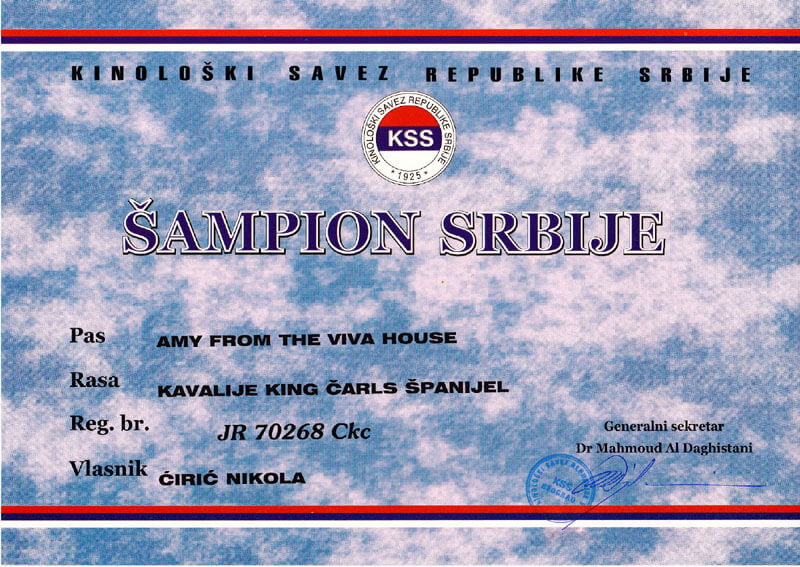 KINOLOŠKI SAVEZ REPUBLIKE SRBIJE
KINOLOŠKI SAVEZ REPUBLIKE SRBIJE
KSS
* 1925 *
ŠAMPION SRBIJE
Pas AMY FROM THE VIVA HOUSE
Rasa KAVALIJE KING ČARLS ŠPANIJEL
Reg. br. JR 70268 Ckc
Vlasnik ĆIRIĆ NIKOLA
Generalni sekretar
Dr Mahmoud Al Daghistani
KSS
BEOGRAD